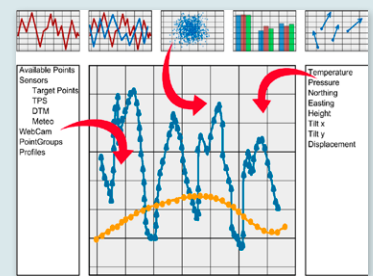 Available Points
Sensors
Target Points
TPS
DTM
Meteo
WebCam
PointGroups
Profiles
Temperature
Pressure
Northing
Easting
Height
Tilt x
Tilt y
Displacement